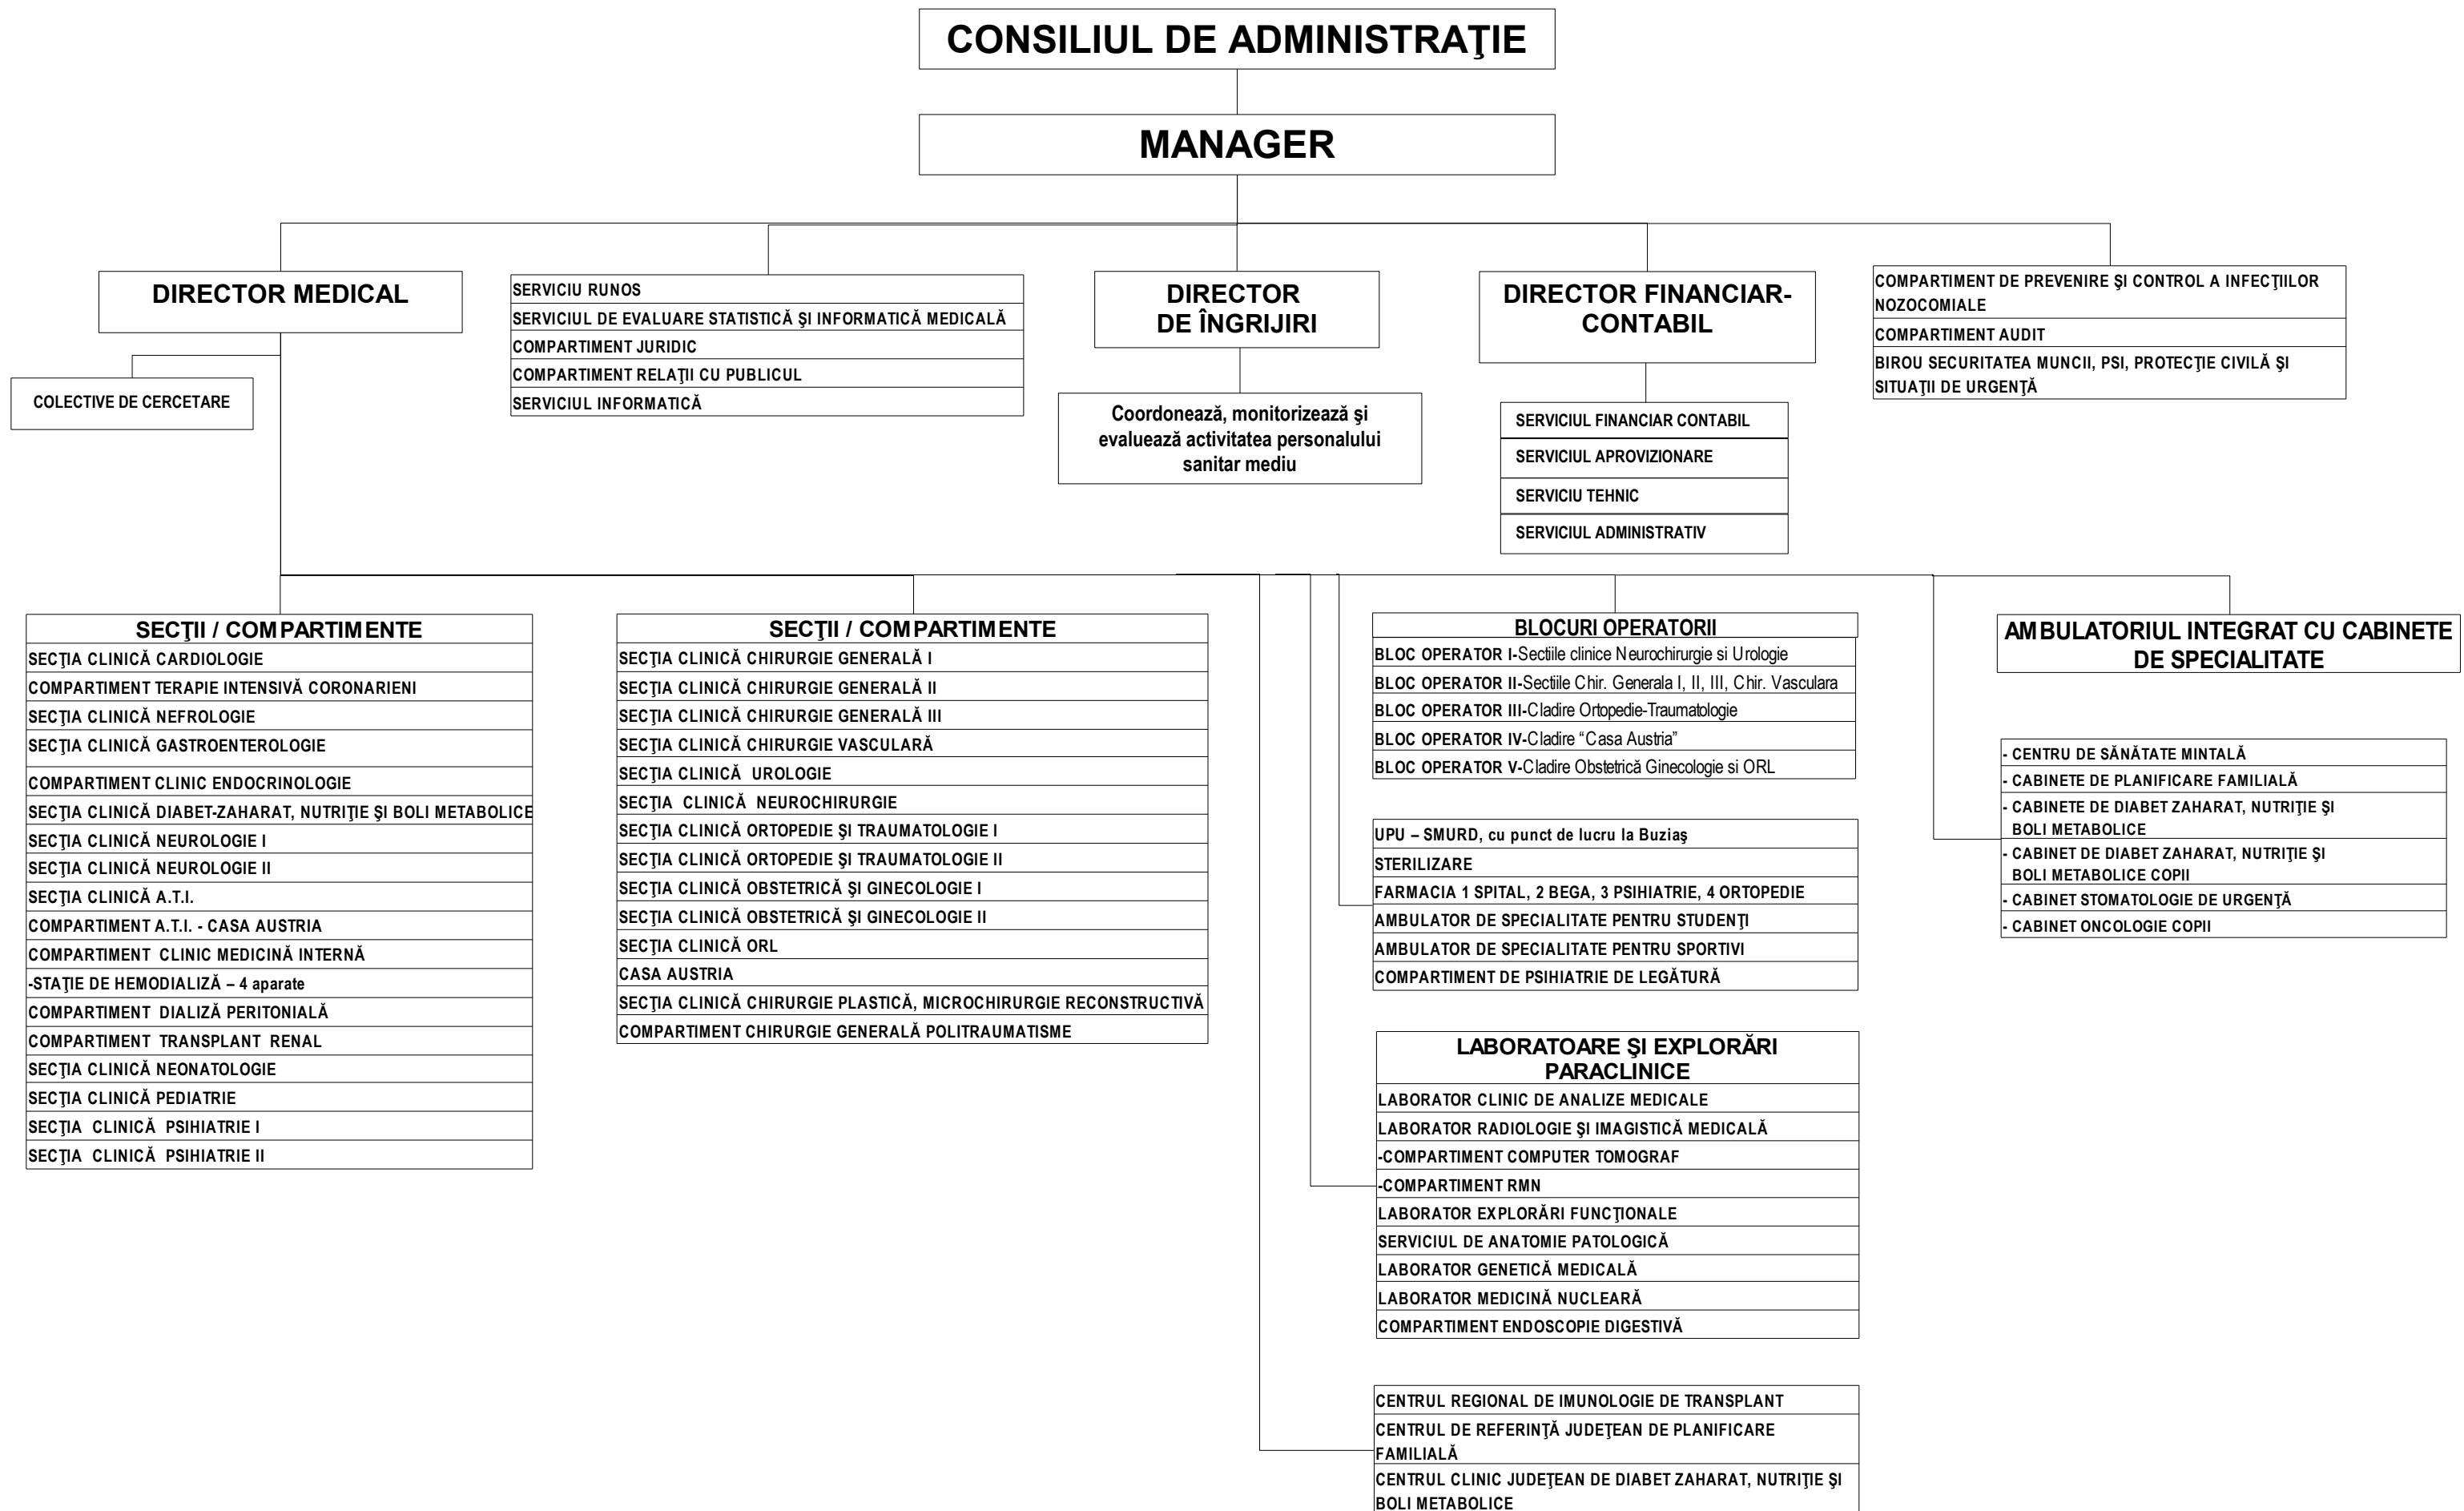 CONSILIUL DE ADMINISTRAŢIE
MANAGER
DIRECTOR MEDICAL
COLECTIVE DE CERCETARE
SERVICIU RUNOS
SERVICIUL DE EVALUARE STATISTICĂ ŞI INFORMATICĂ MEDICALĂ
COMPARTIMENT JURIDIC
COMPARTIMENT RELAŢII CU PUBLICUL
SERVICIUL INFORMATICĂ
DIRECTOR
DE ÎNGRIJIRI
Coordonează, monitorizează şi
evaluează activitatea personalului
sanitar mediu
DIRECTOR FINANCIAR-
CONTABIL
SERVICIUL FINANCIAR CONTABIL
SERVICIUL APROVIZIONARE
SERVICIU TEHNIC
SERVICIUL ADMINISTRATIV
COMPARTIMENT DE PREVENIRE ŞI CONTROL A INFECŢIILOR
NOZOCOMIALE
COMPARTIMENT AUDIT
BIROU SECURITATEA MUNCII, PSI, PROTECŢIE CIVILĂ ŞI
SITUAŢII DE URGENŢĂ
SECŢII / COMPARTIMENTE
SECŢIA CLINICĂ CARDIOLOGIE
COMPARTIMENT TERAPIE INTENSIVĂ CORONARIENI
SECŢIA CLINICĂ NEFROLOGIE
SECŢIA CLINICĂ GASTROENTEROLOGIE
COMPARTIMENT CLINIC ENDOCRINOLOGIE
SECŢIA CLINICĂ DIABET-ZAHARAT, NUTRIŢIE ŞI BOLI METABOLICE
SECŢIA CLINICĂ NEUROLOGIE I
SECŢIA CLINICĂ NEUROLOGIE II
SECŢIA CLINICĂ A.T.I.
COMPARTIMENT A.T.I. - CASA AUSTRIA
COMPARTIMENT CLINIC MEDICINĂ INTERNĂ
-STAŢIE DE HEMODIALIZĂ – 4 aparate
COMPARTIMENT DIALIZĂ PERITONIALĂ
COMPARTIMENT TRANSPLANT RENAL
SECŢIA CLINICĂ NEONATOLOGIE
SECŢIA CLINICĂ PEDIATRIE
SECŢIA CLINICĂ PSIHIATRIE I
SECŢIA CLINICĂ PSIHIATRIE II
SECŢII / COMPARTIMENTE
SECŢIA CLINICĂ CHIRURGIE GENERALĂ I
SECŢIA CLINICĂ CHIRURGIE GENERALĂ II
SECŢIA CLINICĂ CHIRURGIE GENERALĂ III
SECŢIA CLINICĂ CHIRURGIE VASCULARĂ
SECŢIA CLINICĂ UROLOGIE
SECŢIA CLINICĂ NEUROCHIRURGIE
SECŢIA CLINICĂ ORTOPEDIE ŞI TRAUMATOLOGIE I
SECŢIA CLINICĂ ORTOPEDIE ŞI TRAUMATOLOGIE II
SECŢIA CLINICĂ OBSTETRICĂ ŞI GINECOLOGIE I
SECŢIA CLINICĂ OBSTETRICĂ ŞI GINECOLOGIE II
SECŢIA CLINICĂ ORL
CASA AUSTRIA
SECŢIA CLINICĂ CHIRURGIE PLASTICĂ, MICROCHIRURGIE RECONSTRUCTIVĂ
COMPARTIMENT CHIRURGIE GENERALĂ POLITRAUMATISME
BLOCURI OPERATORII
BLOC OPERATOR I-Sectiile clinice Neurochirurgie si Urologie
BLOC OPERATOR II-Sectiile Chir. Generala I, II, III, Chir. Vasculara
BLOC OPERATOR III-Cladire Ortopedie-Traumatologie
BLOC OPERATOR IV-Cladire “Casa Austria”
BLOC OPERATOR V-Cladire Obstetrică Ginecologie si ORL
UPU – SMURD, cu punct de lucru la Buziaş
STERILIZARE
FARMACIA 1 SPITAL, 2 BEGA, 3 PSIHIATRIE, 4 ORTOPEDIE
AMBULATOR DE SPECIALITATE PENTRU STUDENŢI
AMBULATOR DE SPECIALITATE PENTRU SPORTIVI
COMPARTIMENT DE PSIHIATRIE DE LEGĂTURĂ
LABORATOARE ŞI EXPLORĂRI
PARACLINICE
LABORATOR CLINIC DE ANALIZE MEDICALE
LABORATOR RADIOLOGIE ŞI IMAGISTICĂ MEDICALĂ
-COMPARTIMENT COMPUTER TOMOGRAF
-COMPARTIMENT RMN
LABORATOR EXPLORĂRI FUNCŢIONALE
SERVICIUL DE ANATOMIE PATOLOGICĂ
LABORATOR GENETICĂ MEDICALĂ
LABORATOR MEDICINĂ NUCLEARĂ
COMPARTIMENT ENDOSCOPIE DIGESTIVĂ
CENTRUL REGIONAL DE IMUNOLOGIE DE TRANSPLANT
CENTRUL DE REFERINŢĂ JUDEŢEAN DE PLANIFICARE
FAMILIALĂ
CENTRUL CLINIC JUDEŢEAN DE DIABET ZAHARAT, NUTRIŢIE ŞI
BOLI METABOLICE
AMBULATORIUL INTEGRAT CU CABINETE
DE SPECIALITATE
- CENTRU DE SĂNĂTATE MINTALĂ
- CABINETE DE PLANIFICARE FAMILIALĂ
- CABINETE DE DIABET ZAHARAT, NUTRIŢIE ŞI
BOLI METABOLICE
- CABINET DE DIABET ZAHARAT, NUTRIŢIE ŞI
BOLI METABOLICE COPII
- CABINET STOMATOLOGIE DE URGENŢĂ
- CABINET ONCOLOGIE COPII